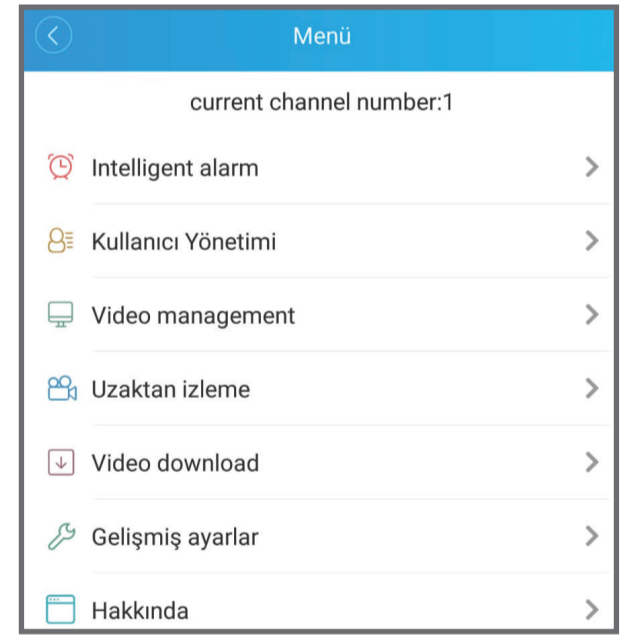 Menü
current channel number:1
Intelligent alarm
Kullanıcı Yönetimi
Video management
Uzaktan izleme
Video download
Gelişmiş ayarlar
Hakkında